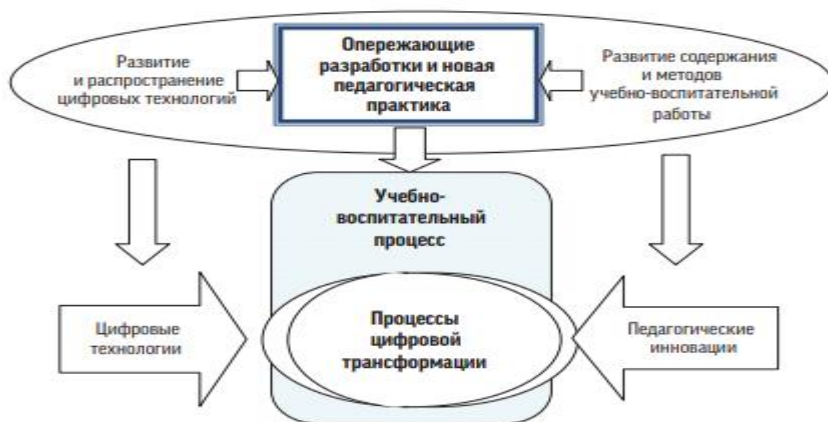 Развитие
и распространение
цифровых технологий
Опережающие
разработки и новая
педагогическая
практика
Развитие содержания
и методов
учебно-воспитательной
работы
Учебно-
воспитательный
процесс
Цифровые
технологии
Процессы
цифровой
трансформации
Педагогические
инновации